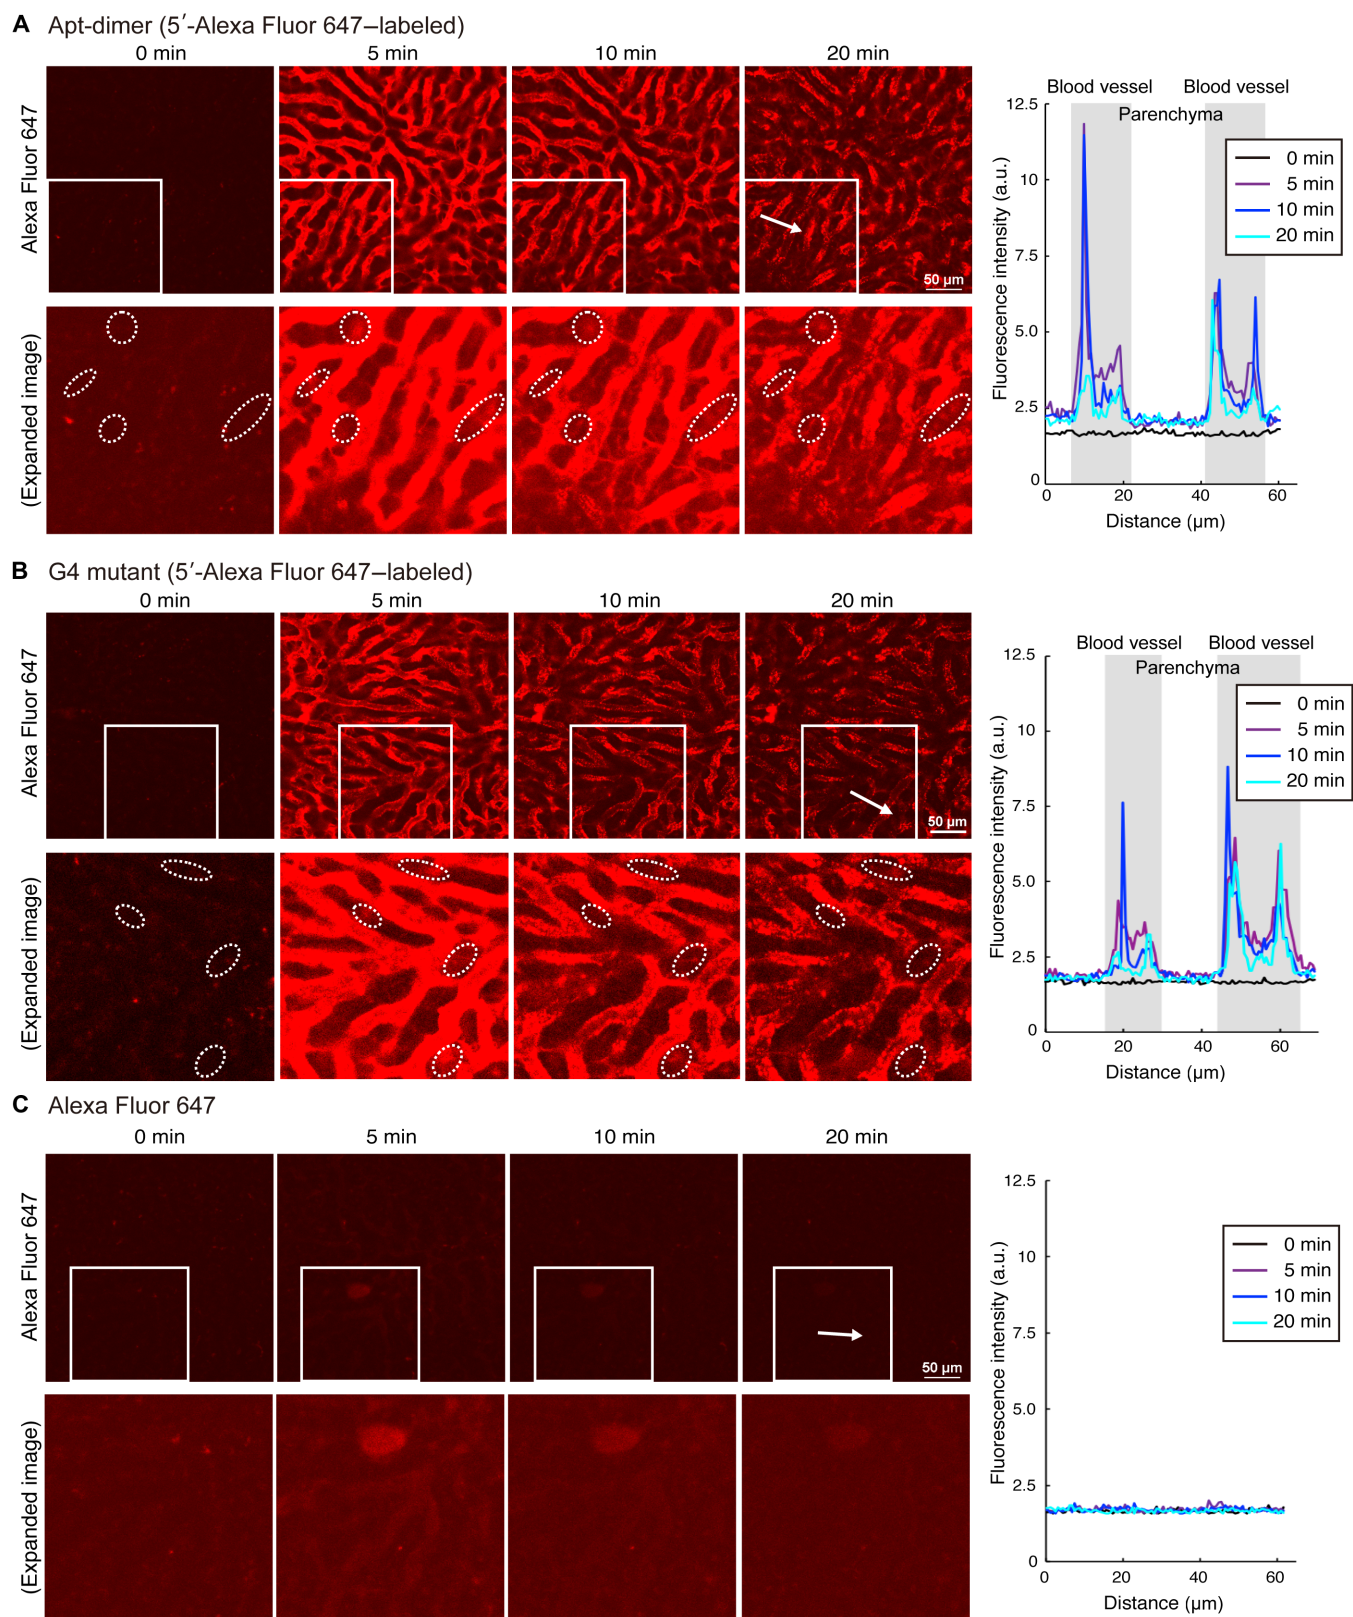 A Apt-dimer (5′-Alexa Fluor 647–labeled)
0 min 5 min 10 min 20 min
Alexa Fluor 647
50 µm
(Expanded image)
Blood vessel Blood vessel
Parenchyma
12.5
10
7.5
5.0
2.5
0
Fluorescence intensity (a.u.)
0 min
5 min
10 min
20 min
0 20 40 60
Distance (µm)
B G4 mutant (5′-Alexa Fluor 647–labeled)
0 min 5 min 10 min 20 min
Alexa Fluor 647
50 µm
(Expanded image)
Blood vessel Blood vessel
Parenchyma
12.5
10
7.5
5.0
2.5
0
Fluorescence intensity (a.u.)
0 min
5 min
10 min
20 min
0 20 40 60
Distance (µm)
C Alexa Fluor 647
0 min 5 min 10 min 20 min
Alexa Fluor 647
50 µm
(Expanded image)
12.5
10
7.5
5.0
2.5
0
Fluorescence intensity (a.u.)
0 min
5 min
10 min
20 min
0 20 40 60
Distance (µm)